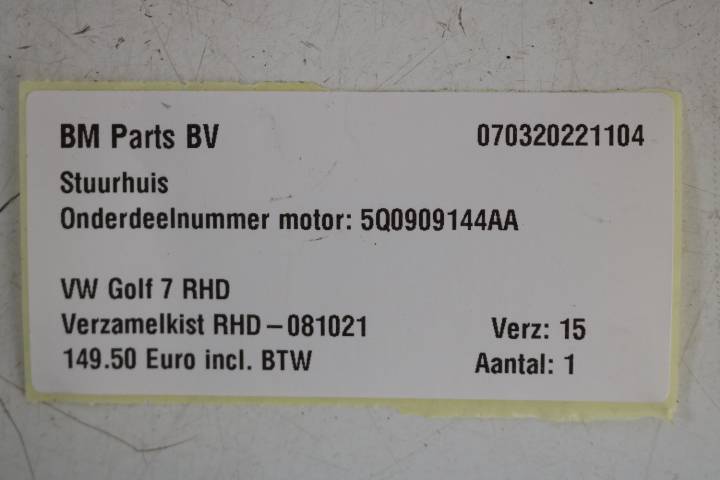 BM Parts BV 070320221104
Stuurhuis
Onderdeelnummer motor: 5Q0909144AA
VW Golf 7 RHD
Verzamelkist RHD-081021 Verz: 15
149.50 Euro incl. BTW Aantal: 1